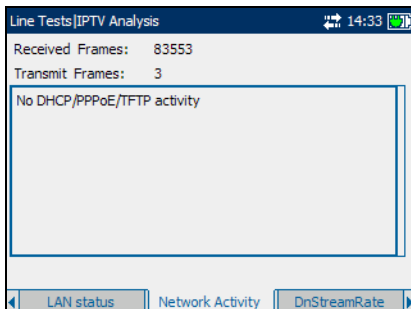 Line Tests|IPTV Analysis 14:33
Received Frames: 83553
Transmit Frames: 3
No DHCP/PPPoE/TFTP activity
LAN status Network Activity DnStreamRate